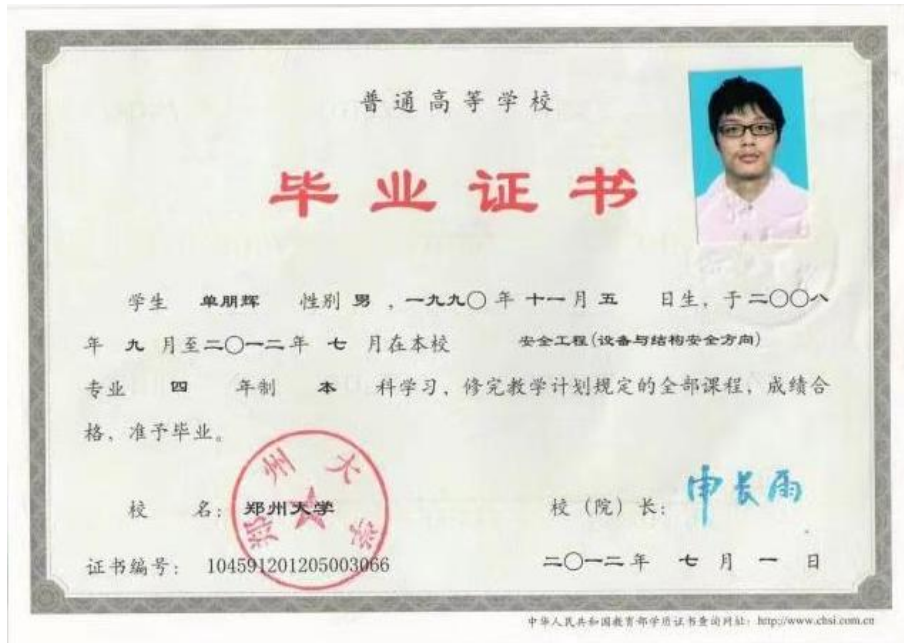 普通高等学校
毕业证书
学生 单朋辉 性别 男 ，一九九〇年 十一月 五 日生，于二〇〇八
年 九 月至二〇一二年 七 月在本校 安全工程(设备与结构安全方向)
专业 四 年制 本 科学习，修完教学计划规定的全部课程，成绩合
格，准予毕业。
郑州大学
校 名：郑州大学 校（院）长：申长雨
证书编号： 104591201205003066 二〇一二年 七 月 一 日
中华人民共和国教育部学历证书查询网址：http://www.chsi.com.cn